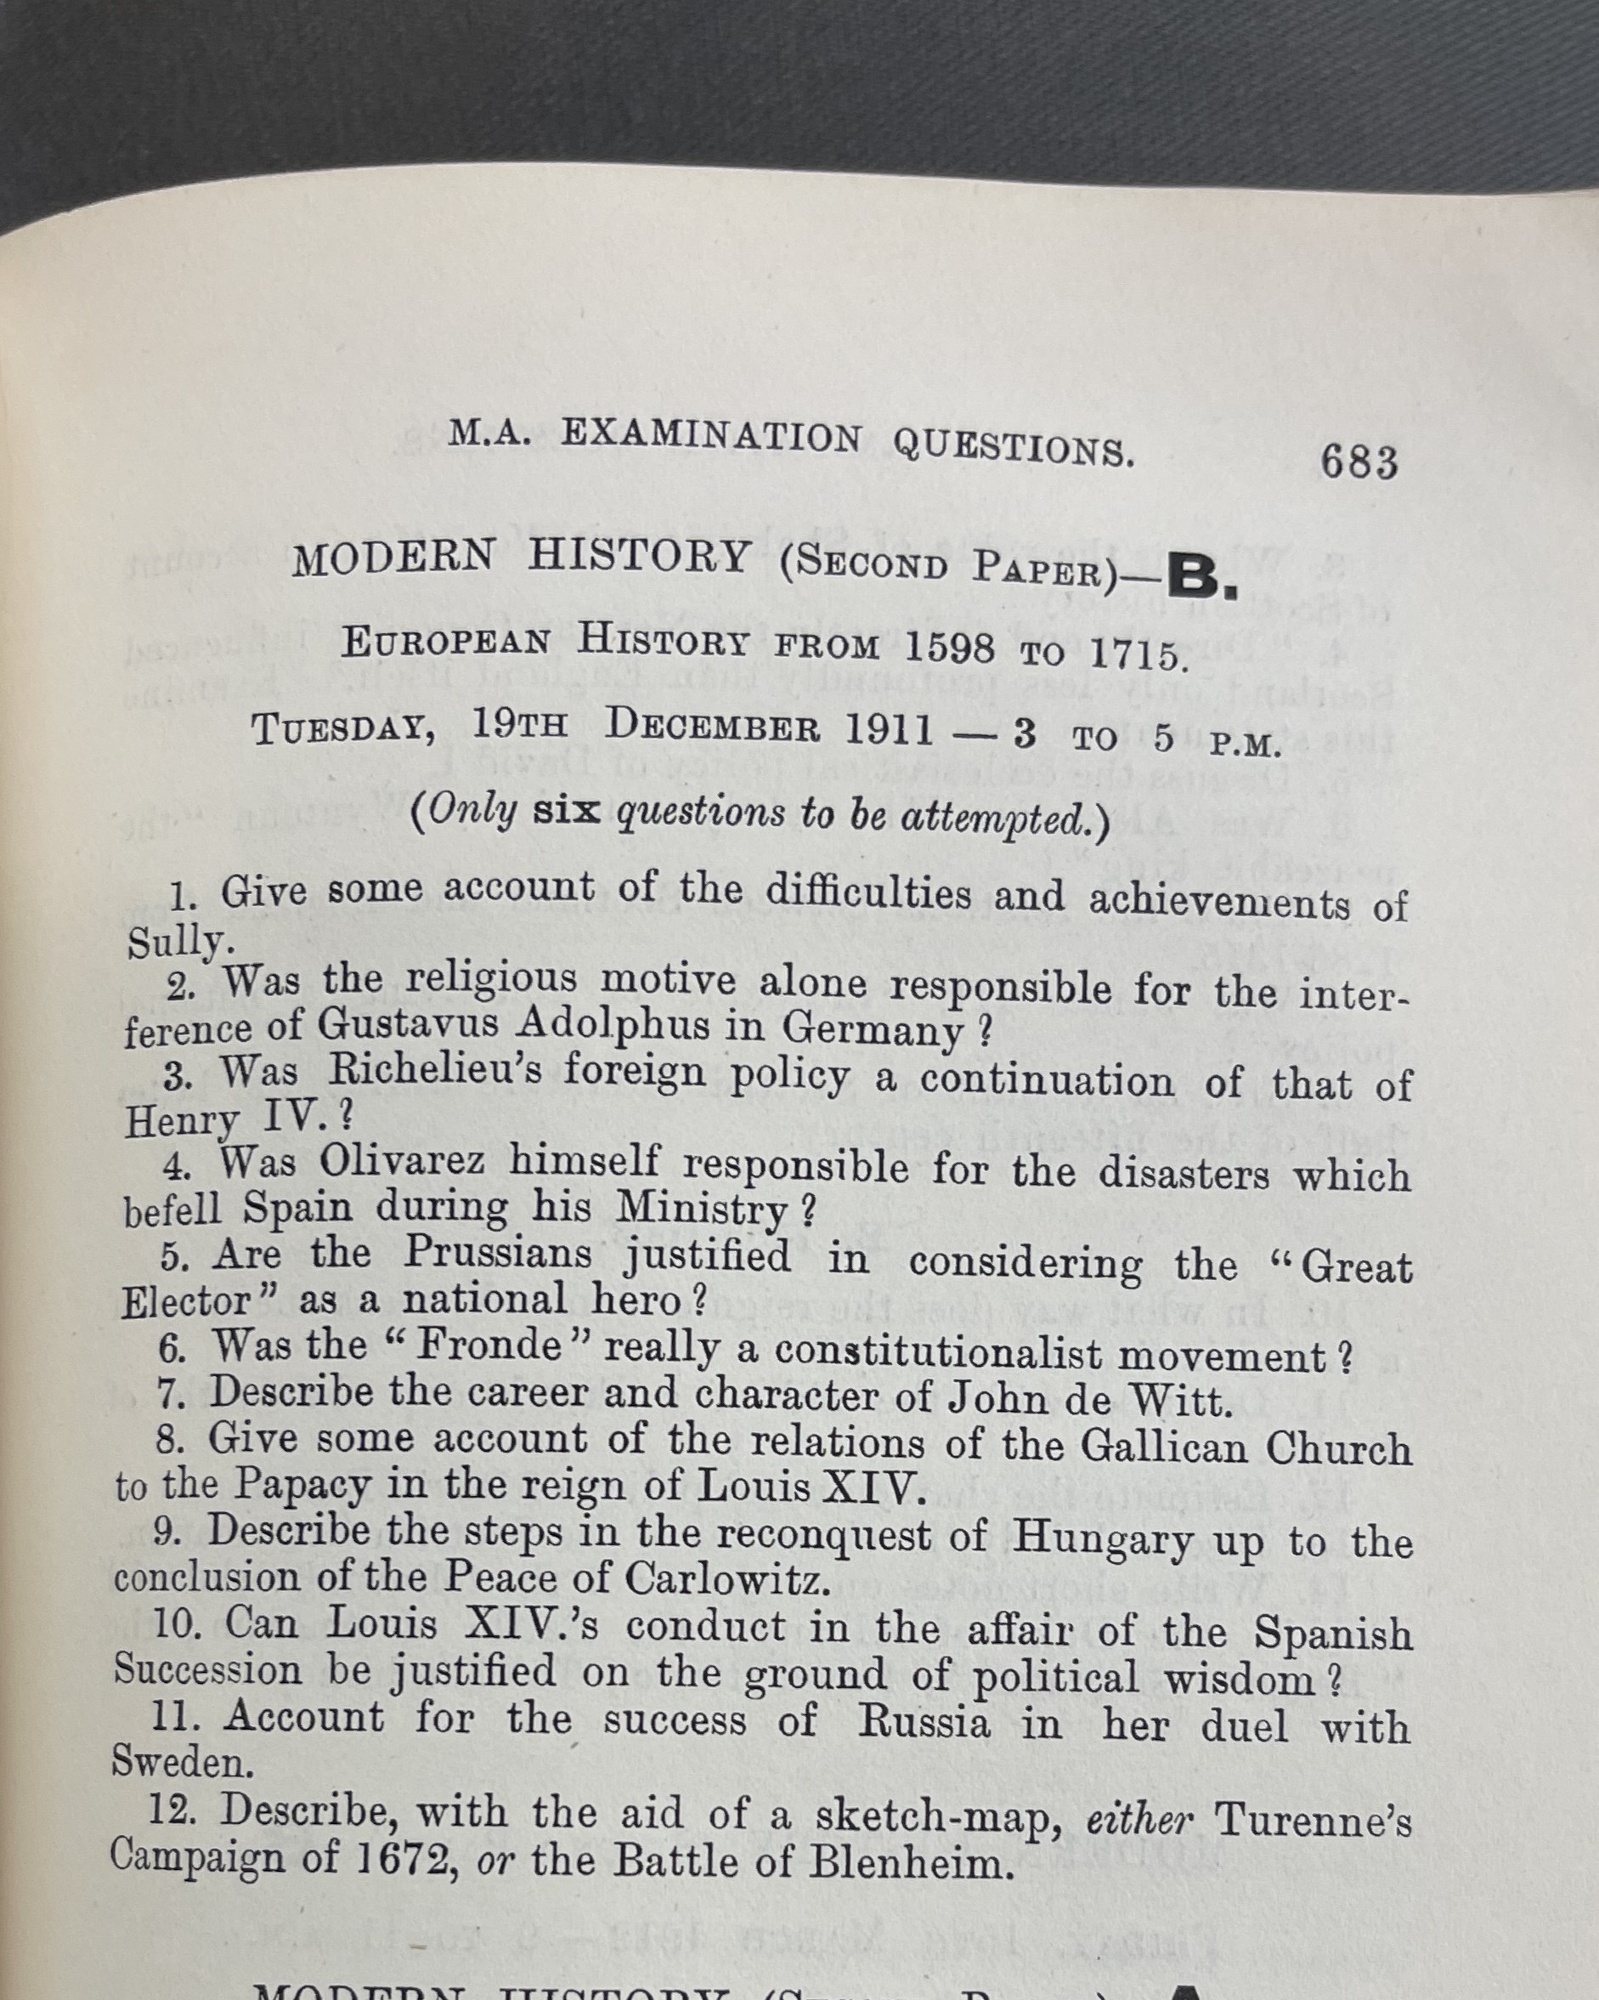 M.A. EXAMINATION QUESTIONS. 683
MODERN HISTORY (SECOND PAPER)—B.
EUROPEAN HISTORY FROM 1598 TO 1715.
TUESDAY, 19TH DECEMBER 1911 — 3 TO 5 P.M.
(Only six questions to be attempted.)
1. Give some account of the difficulties and achievements of
Sully.
2. Was the religious motive alone responsible for the inter-
ference of Gustavus Adolphus in Germany ?
3. Was Richelieu's foreign policy a continuation of that of
Henry IV. ?
4. Was Olivarez himself responsible for the disasters which
befell Spain during his Ministry ?
5. Are the Prussians justified in considering the “Great
Elector” as a national hero ?
6. Was the “Fronde” really a constitutionalist movement ?
7. Describe the career and character of John de Witt.
8. Give some account of the relations of the Gallican Church
to the Papacy in the reign of Louis XIV.
9. Describe the steps in the reconquest of Hungary up to the
conclusion of the Peace of Carlowitz.
10. Can Louis XIV.'s conduct in the affair of the Spanish
Succession be justified on the ground of political wisdom ?
11. Account for the success of Russia in her duel with
Sweden.
12. Describe, with the aid of a sketch-map, either Turenne's
Campaign of 1672, or the Battle of Blenheim.
MODERN HISTORY